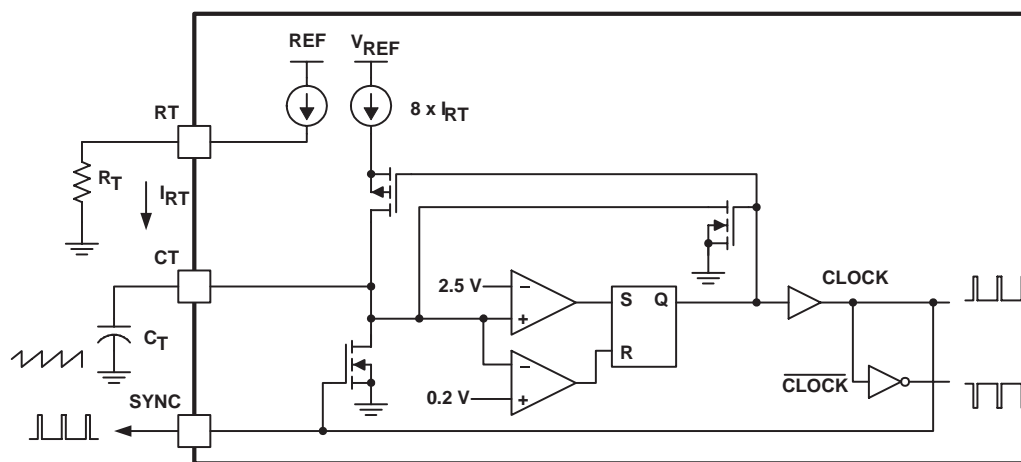 REF
VREF
8 x IRT
RT
RT
IRT
CT
CT
2.5 V
−
+
S
Q
R
−
+
0.2 V
CLOCK
CLOCK
SYNC